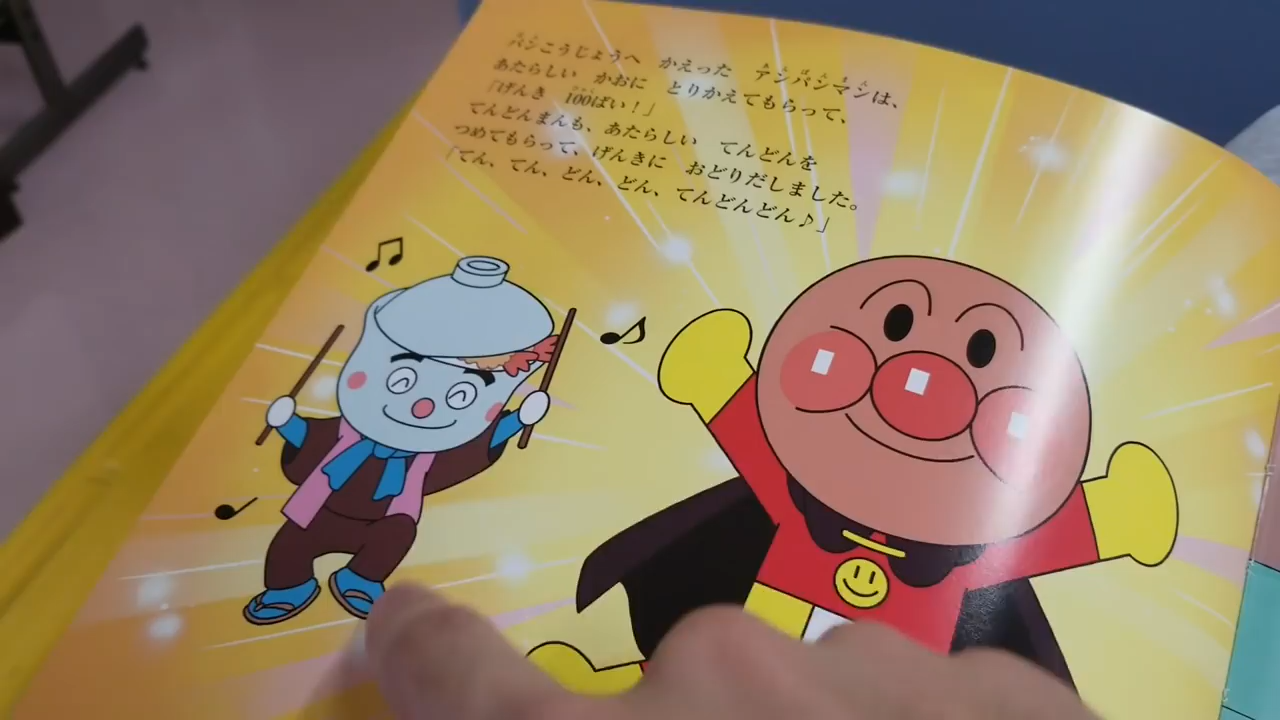 パンこうじょうへ　かえった　アンパンマンは、
あたらしい　かおに　とりかえてもらって、
「げんき　100ばい！」
てんどんまんも、あたらしい　てんどんを
つめてもらって、げんきに　おどりだしました。
「てん、てん、どん、どん、てんどんどん♪」